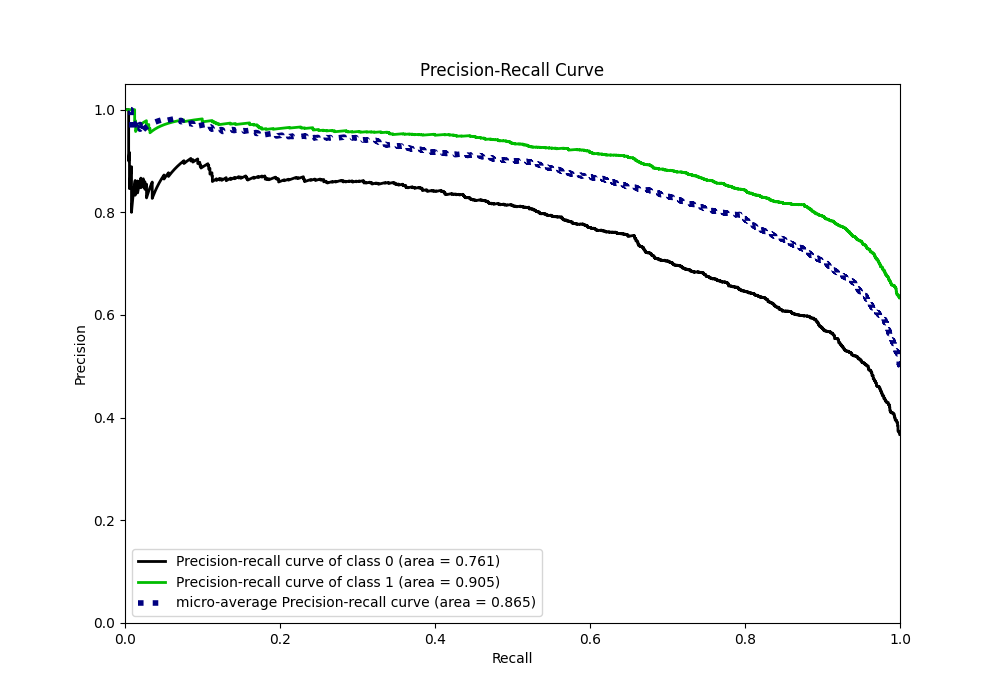 Precision-Recall Curve
1.0
0.8
0.6
0.4
0.2
0.0
Precision
Precision-recall curve of class 0 (area = 0.761)
Precision-recall curve of class 1 (area = 0.905)
micro-average Precision-recall curve (area = 0.865)
0.0 0.2 0.4 0.6 0.8 1.0
Recall